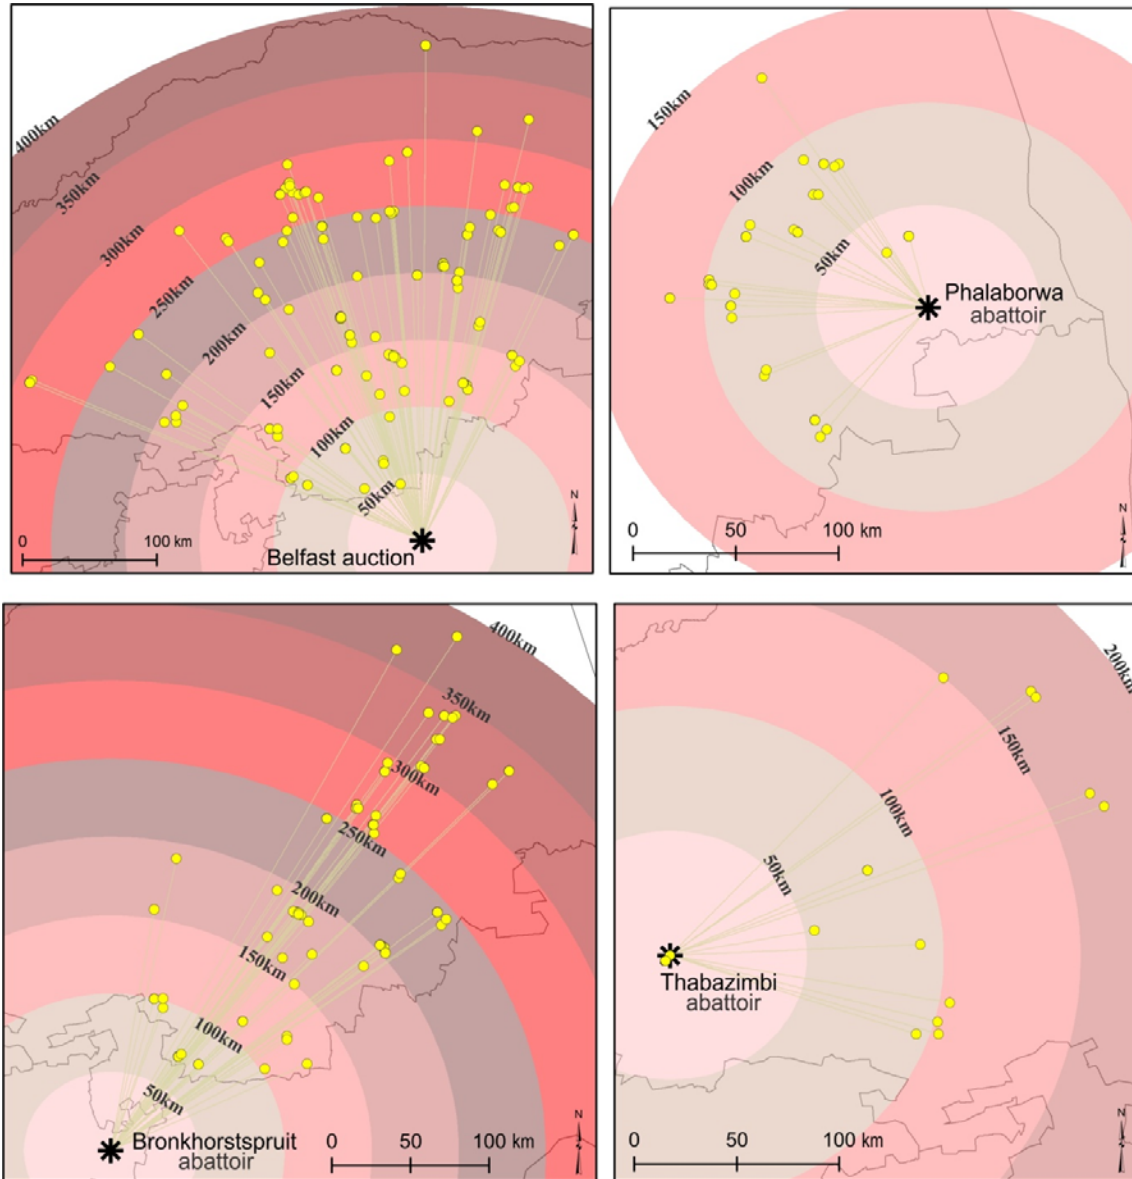 400km
350km
300km
250km
200km
150km
100km
50km
N
0 100 km
Belfast auction
150km
100km
50km
Phalaborwa
abattoir
N
0 50 100 km
400km
350km
300km
250km
200km
150km
100km
50km
N
Bronkhorstspruit
abattoir
0 50 100 km
200km
150km
100km
50km
Thabazimbi
abattoir
N
0 50 100 km